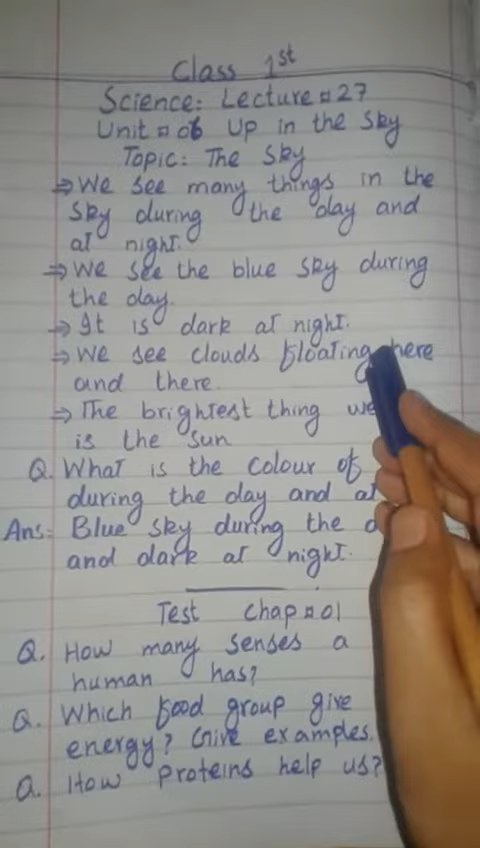 Class 1st
Science: Lecture # 27
Unit # 06 Up in the Sky
Topic: The Sky
⇒ We see many things in the
sky during the day and
at night.
⇒ We see the blue sky during
the day.
⇒ It is dark at night.
⇒ We see clouds floating here
and there.
⇒ The brightest thing we
is the sun
Q. What is the colour of
during the day and at
Ans: Blue sky during the
and dark at night.
Test Chap # 01
Q. How many senses a
human has?
Q. Which food group give
energy? Give examples.
Q. How proteins help us?